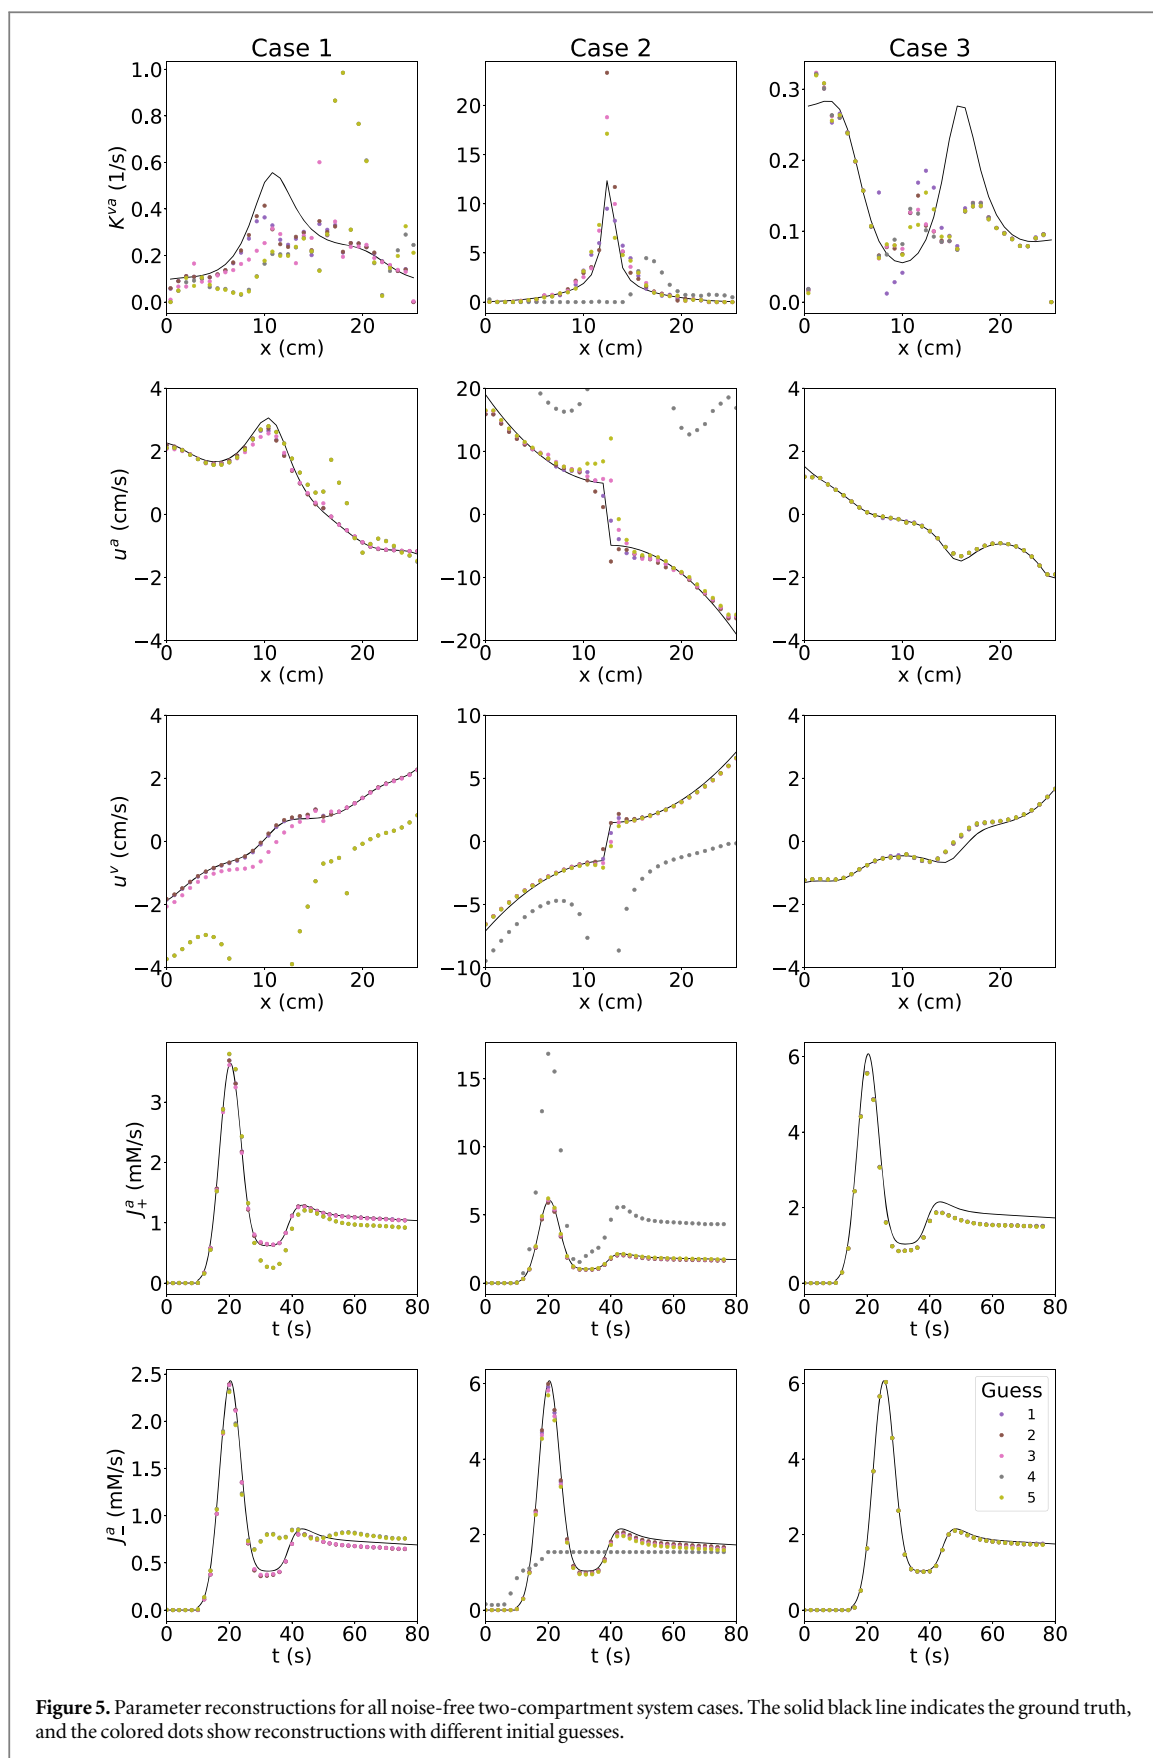 Case 1
Case 2
Case 3
1.0
0.8
0.6
0.4
0.2
0.0
K^{va} (1/s)
0 10 20
x (cm)
20
15
10
5
0
0 10 20
x (cm)
0.3
0.2
0.1
0.0
0 10 20
x (cm)
4
2
0
−2
−4
u^a (cm/s)
0 10 20
x (cm)
20
10
0
−10
−20
0 10 20
x (cm)
4
2
0
−2
−4
0 10 20
x (cm)
4
2
0
−2
−4
u^v (cm/s)
0 10 20
x (cm)
10
5
0
−5
−10
0 10 20
x (cm)
4
2
0
−2
−4
0 10 20
x (cm)
3
2
1
0
J_+^a (mM/s)
0 20 40 60 80
t (s)
15
10
5
0
0 20 40 60 80
t (s)
6
4
2
0
0 20 40 60 80
t (s)
2.5
2.0
1.5
1.0
0.5
0.0
J_−^a (mM/s)
0 20 40 60 80
t (s)
6
4
2
0
0 20 40 60 80
t (s)
6
4
2
0
0 20 40 60 80
t (s)
Guess
1
2
3
4
5
Figure 5. Parameter reconstructions for all noise-free two-compartment system cases. The solid black line indicates the ground truth,
and the colored dots show reconstructions with different initial guesses.